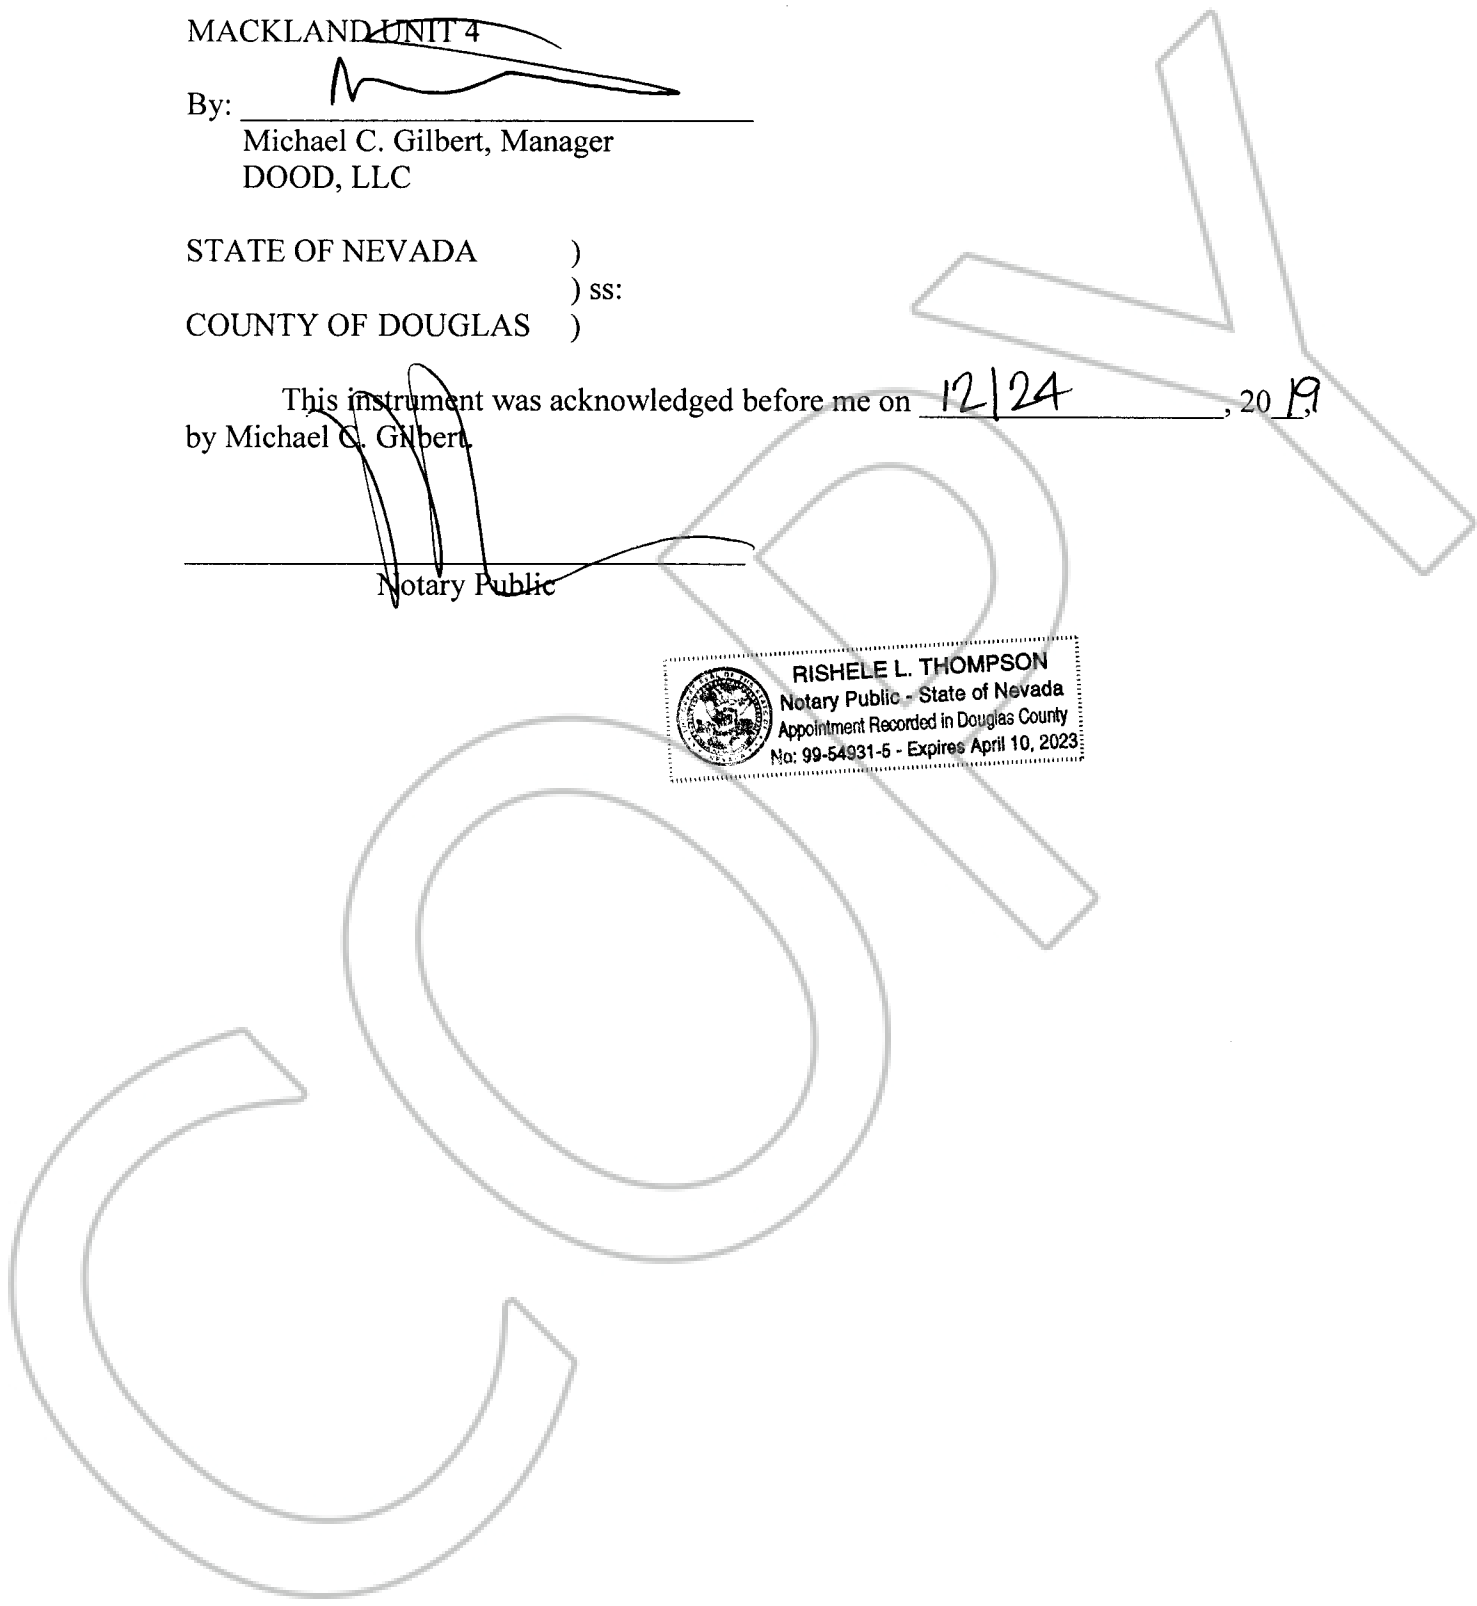 MACKLAND UNIT 4
By:
Michael C. Gilbert, Manager
DOOD, LLC
STATE OF NEVADA )
) ss:
COUNTY OF DOUGLAS )
This instrument was acknowledged before me on 12/24, 2019,
by Michael C. Gilbert.
Notary Public
RISHELE L. THOMPSON
Notary Public - State of Nevada
Appointment Recorded in Douglas County
No: 99-54931-5 - Expires April 10, 2023
COPY